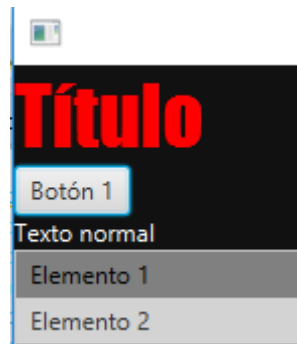 Título
Botón 1
Texto normal
Elemento 1
Elemento 2